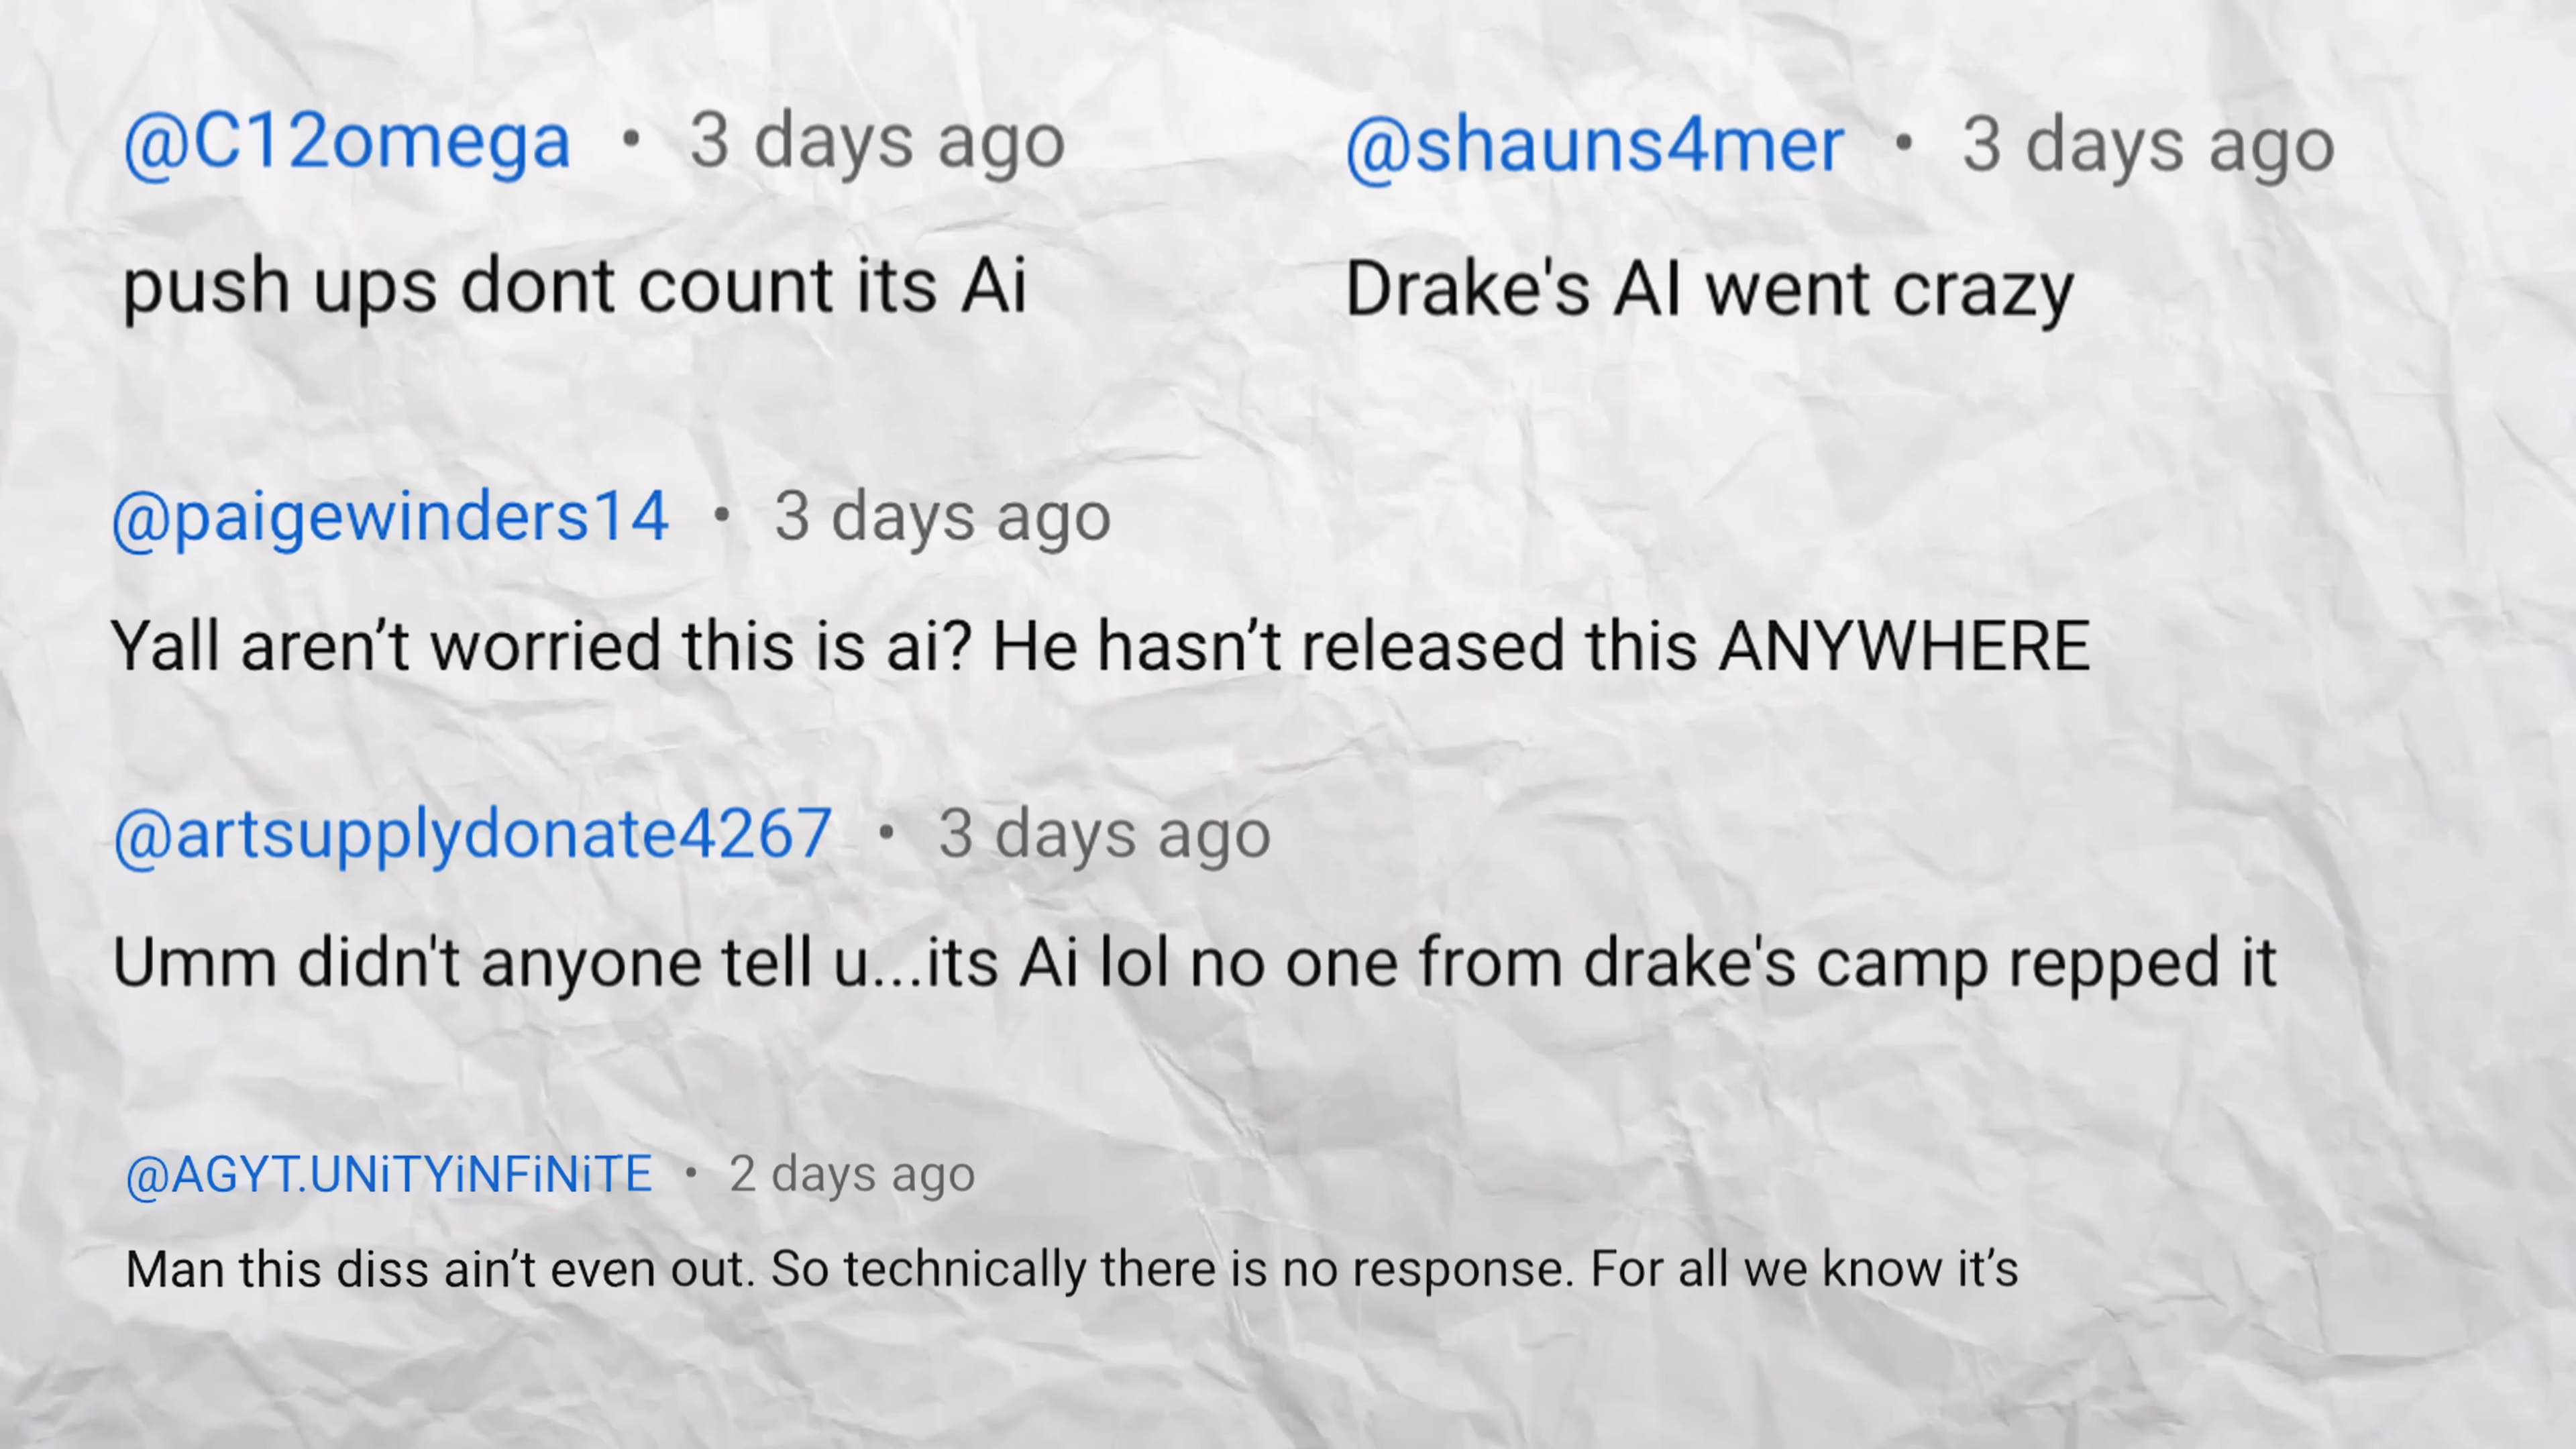 @C12omega • 3 days ago
push ups dont count its Ai
@shauns4mer • 3 days ago
Drake's AI went crazy
@paigewinders14 • 3 days ago
Yall aren’t worried this is ai? He hasn’t released this ANYWHERE
@artsupplydonate4267 • 3 days ago
Umm didn't anyone tell u...its Ai lol no one from drake's camp repped it
@AGYT.UNiTYiNFiNiTE • 2 days ago
Man this diss ain’t even out. So technically there is no response. For all we know it’s